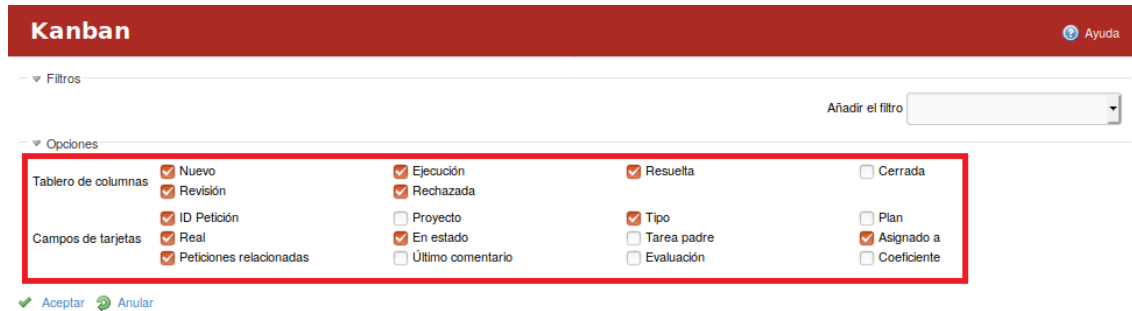 Kanban
Ayuda
Filtros
Añadir el filtro
Opciones
Tablero de columnas Nuevo Ejecución Resuelta Cerrada
Revisión Rechazada
Campos de tarjetas ID Petición Proyecto Tipo Plan
Real En estado Tarea padre Asignado a
Peticiones relacionadas Último comentario Evaluación Coeficiente
Aceptar Anular